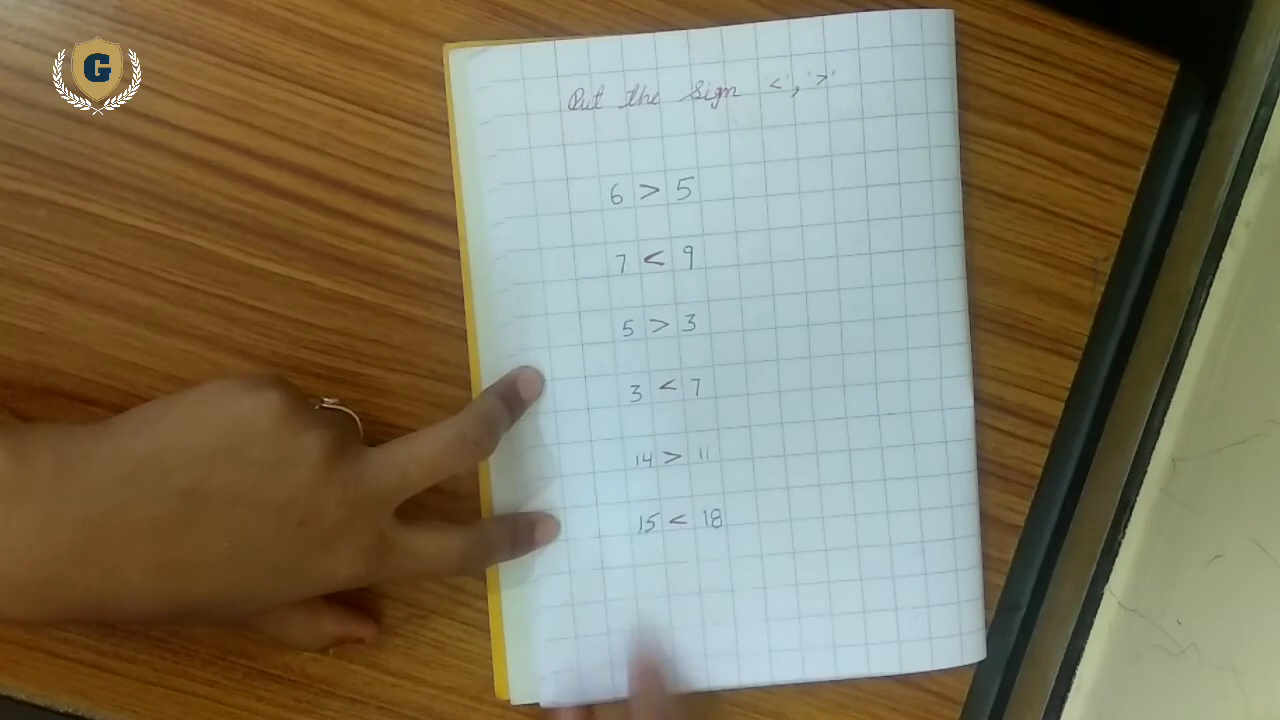 G
Put the Sign '<', '>'
6 > 5
7 < 9
5 > 3
3 < 7
14 > 11
15 < 18